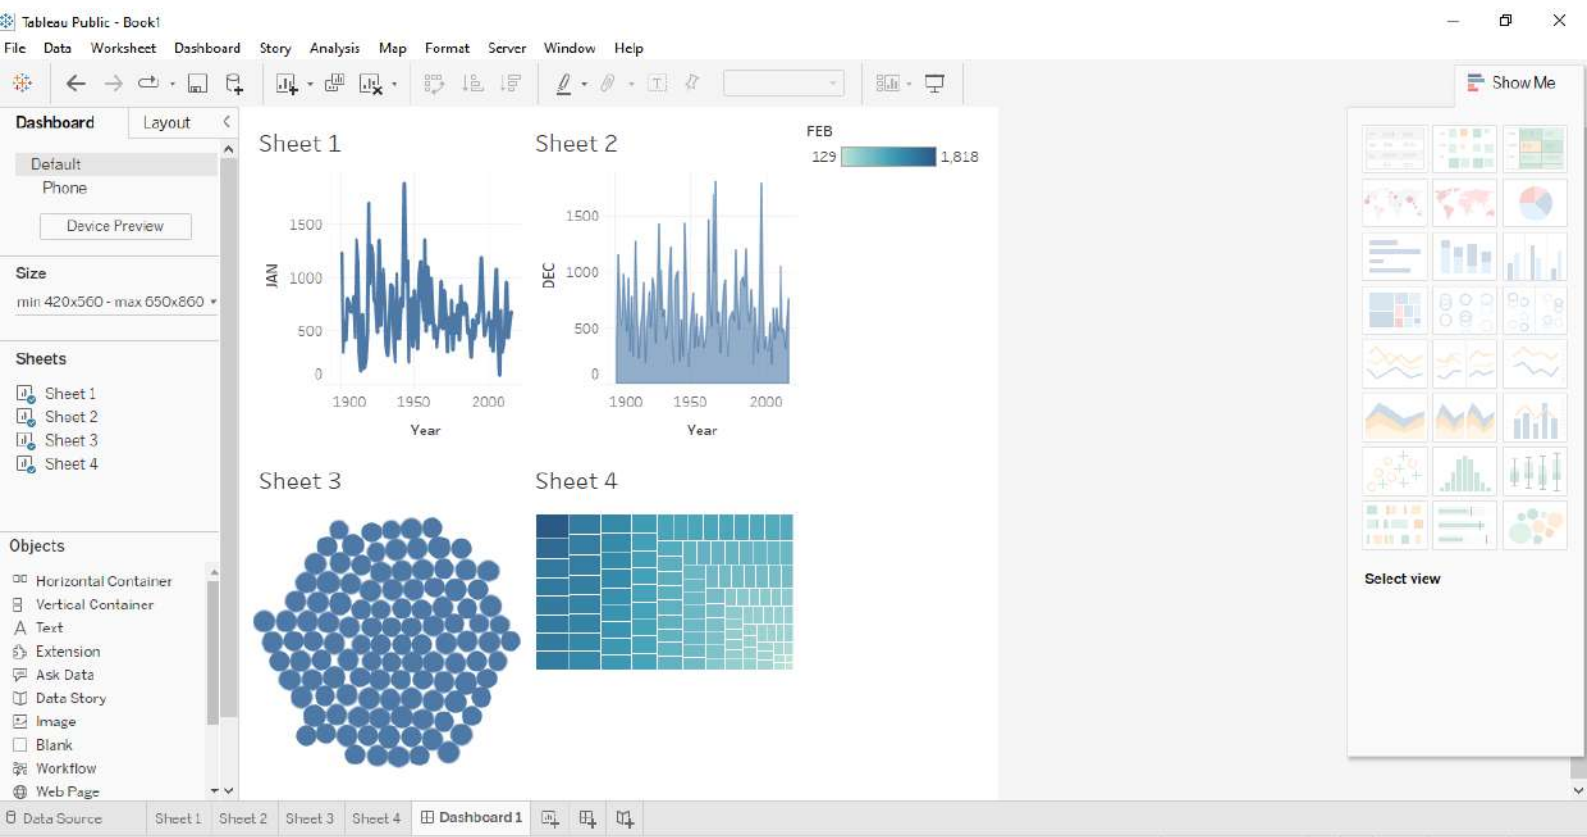 Tableau Public - Book1
File Data Worksheet Dashboard Story Analysis Map Format Server Window Help
Show Me
Dashboard Layout
Default
Phone
Device Preview
Size
min 420x560 - max 650x860
Sheets
Sheet 1
Sheet 2
Sheet 3
Sheet 4
Objects
Horizontal Container
Vertical Container
A Text
Extension
Ask Data
Data Story
Image
Blank
Workflow
Web Page
Sheet 1
1500
1000
500
0
JAN
1900 1950 2000
Year
Sheet 2
1500
1000
500
0
DEC
1900 1950 2000
Year
FEB
129 1,818
Sheet 3
Sheet 4
Select view
Data Source Sheet 1 Sheet 2 Sheet 3 Sheet 4 Dashboard 1